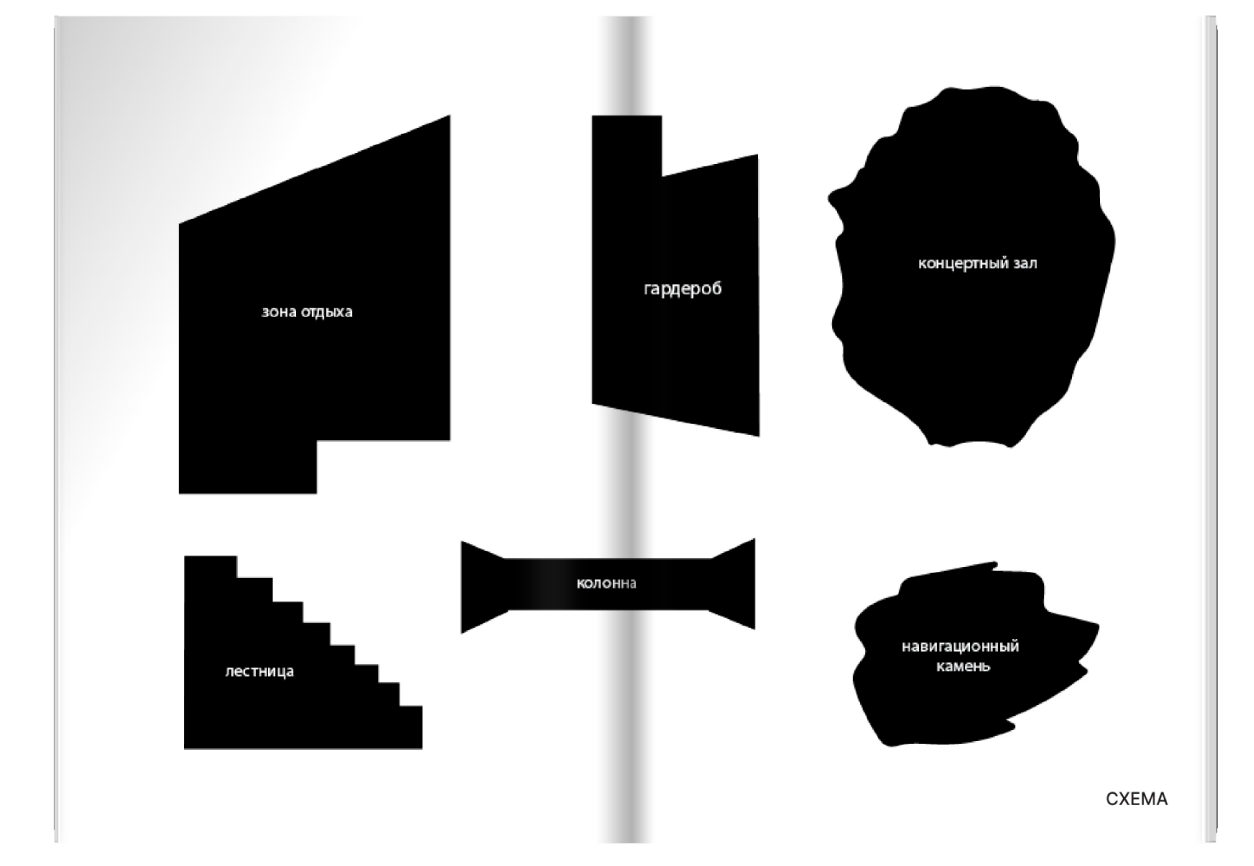 зона отдыха
гардероб
концертный зал
лестница
колонна
навигационный
камень
СХЕМА